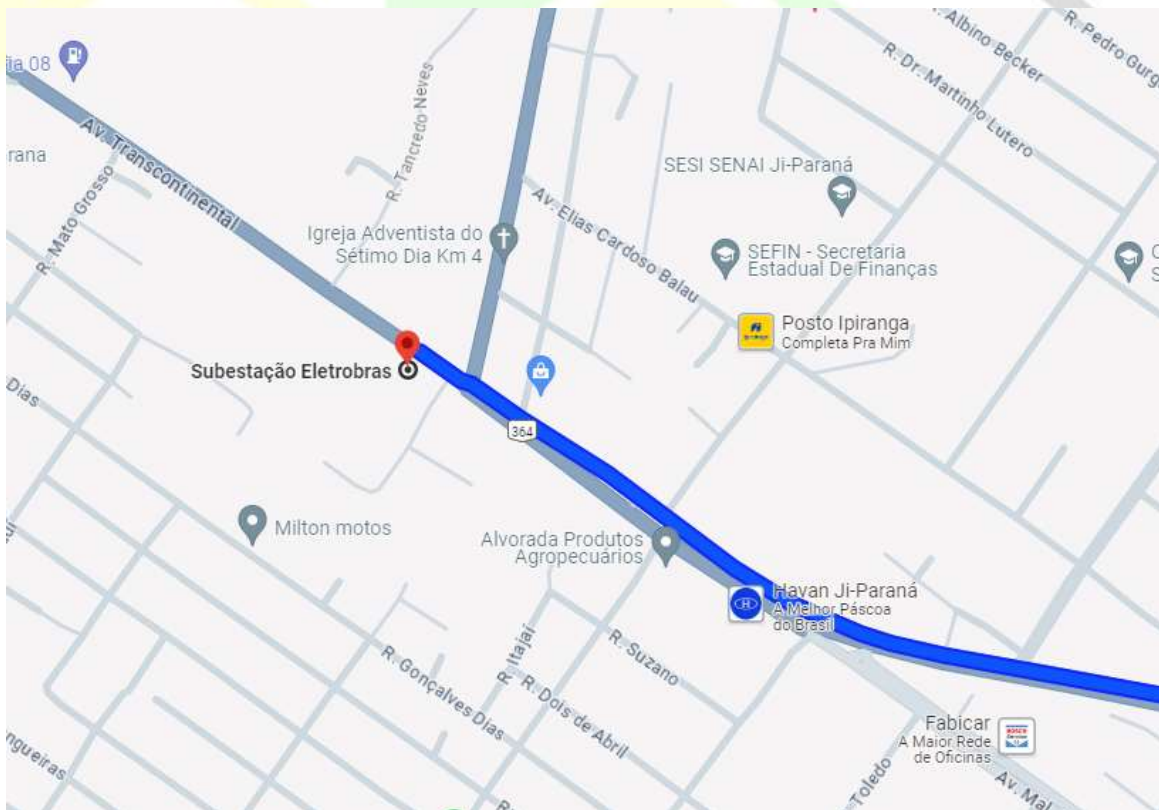 Albino Becker
R. Pedro Gurg
R. Dr. Martinho Lutero
08
Av. Transcontinental
R. Tancredo Neves
rana
R. Mato Grosso
SESI SENAI Ji-Paraná
Av. Elias Cardoso Balau
Igreja Adventista do
Sétimo Dia Km 4
SEFIN - Secretaria
Estadual De Finanças
Posto Ipiranga
Completa Pra Mim
Subestação Eletrobras
Dias
364
Milton motos
Alvorada Produtos
Agropecuários
Havan Ji-Paraná
A Melhor Páscoa
do Brasil
R. Itajaí
R. Suzano
R. Gonçalves Dias
R. Dois de Abril
Fabicar
A Maior Rede
de Oficinas
Toledo
Av. Mar
ngueiras